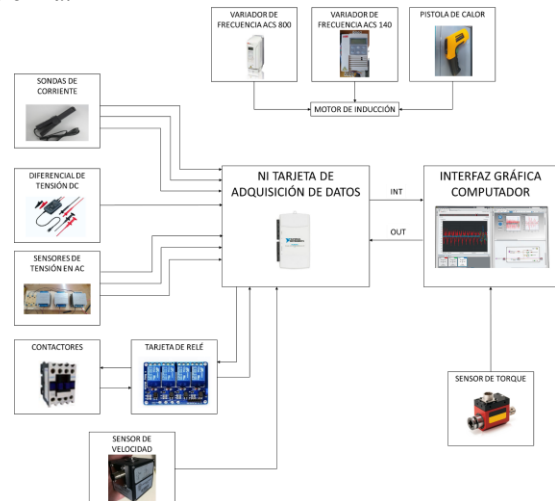 VARIADOR DE
FRECUENCIA ACS 800
VARIADOR DE
FRECUENCIA ACS 140
PISTOLA DE CALOR
MOTOR DE INDUCCIÓN
SONDAS DE
CORRIENTE
DIFERENCIAL DE
TENSIÓN DC
SENSORES DE
TENSIÓN EN AC
NI TARJETA DE
ADQUISICIÓN DE DATOS
INT
OUT
INTERFAZ GRÁFICA
COMPUTADOR
CONTACTORES
TARJETA DE RELÉ
SENSOR DE
VELOCIDAD
SENSOR DE TORQUE